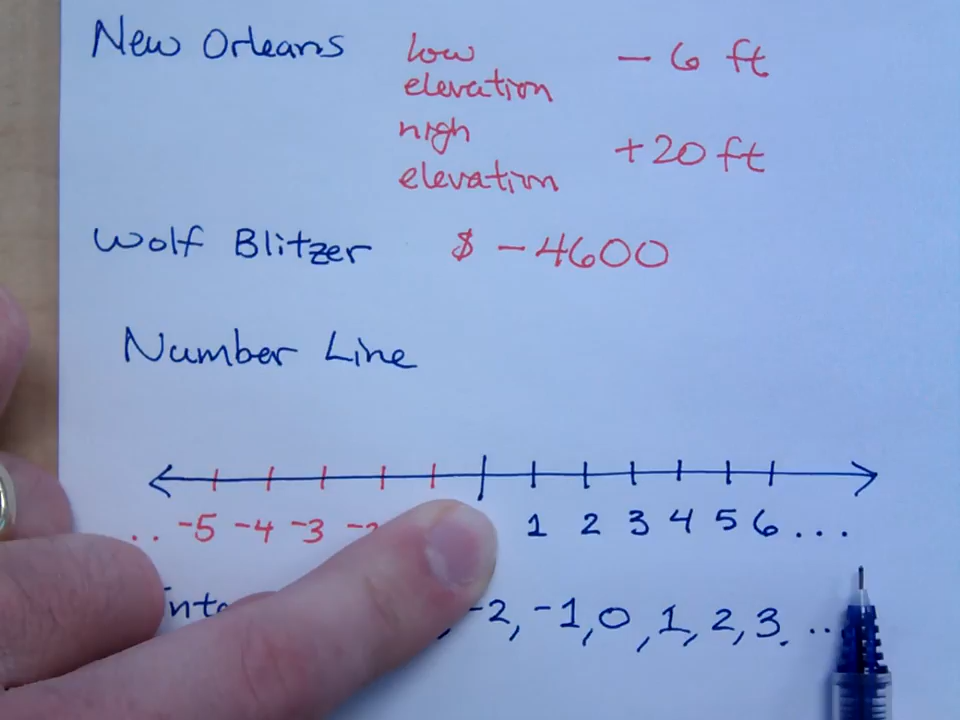 New Orleans low elevation - 6 ft
high elevation +20 ft
Wolf Blitzer $ -4600
Number Line
.. -5 -4 -3 1 2 3 4 5 6 ...
-2, -1, 0, 1, 2, 3, ...